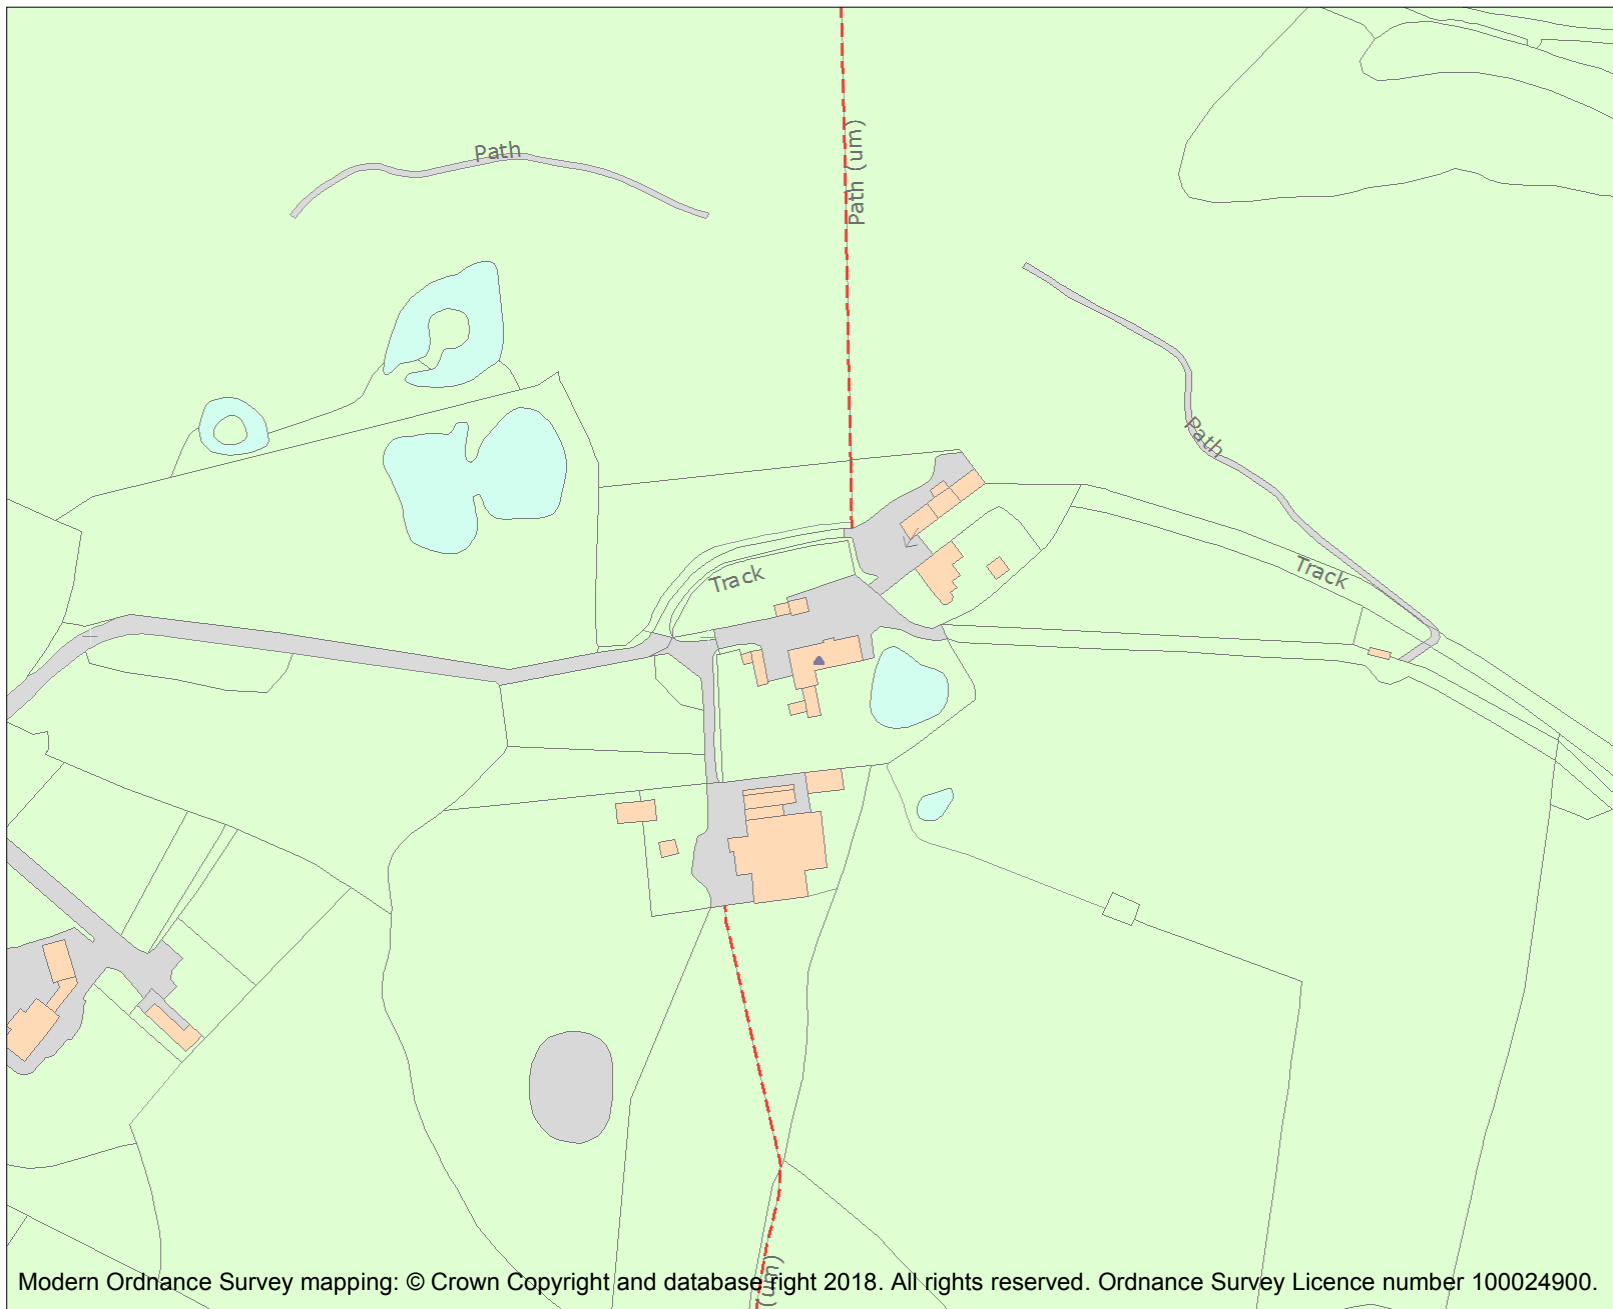 Path (um)
Path
Path
Track
Track
(um)
Modern Ordnance Survey mapping: © Crown Copyright and database right 2018. All rights reserved. Ordnance Survey Licence number 100024900.